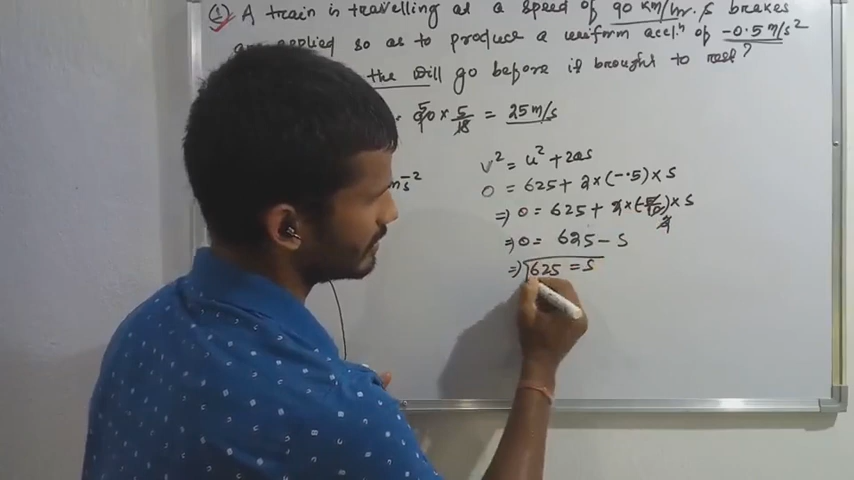 ① A train is travelling at a speed of 90 km/hr. If brakes
are applied so as to produce a uniform accl.n of -0.5 m/s²
the will go before it brought to rest?
90 × 5/18 = 25 m/s
v² = u² + 2as
0 = 625 + 2×(-.5)×s
⇒ 0 = 625 + 2×(-5/10)×s
⇒ 0 = 625 - s
⇒ 625 = s